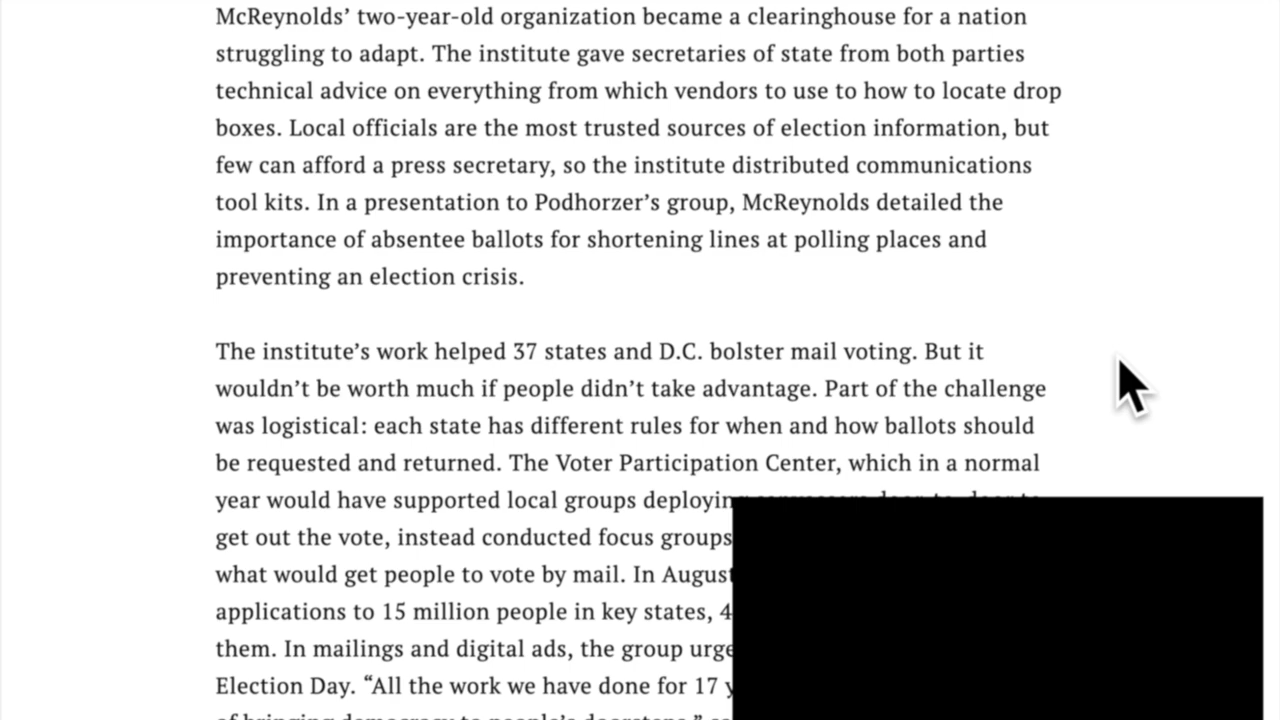 McReynolds’ two-year-old organization became a clearinghouse for a nation
struggling to adapt. The institute gave secretaries of state from both parties
technical advice on everything from which vendors to use to how to locate drop
boxes. Local officials are the most trusted sources of election information, but
few can afford a press secretary, so the institute distributed communications
tool kits. In a presentation to Podhorzer’s group, McReynolds detailed the
importance of absentee ballots for shortening lines at polling places and
preventing an election crisis.
The institute’s work helped 37 states and D.C. bolster mail voting. But it
wouldn’t be worth much if people didn’t take advantage. Part of the challenge
was logistical: each state has different rules for when and how ballots should
be requested and returned. The Voter Participation Center, which in a normal
year would have supported local groups deploying
get out the vote, instead conducted focus groups
what would get people to vote by mail. In August
applications to 15 million people in key states, 4
them. In mailings and digital ads, the group urge
Election Day. “All the work we have done for 17